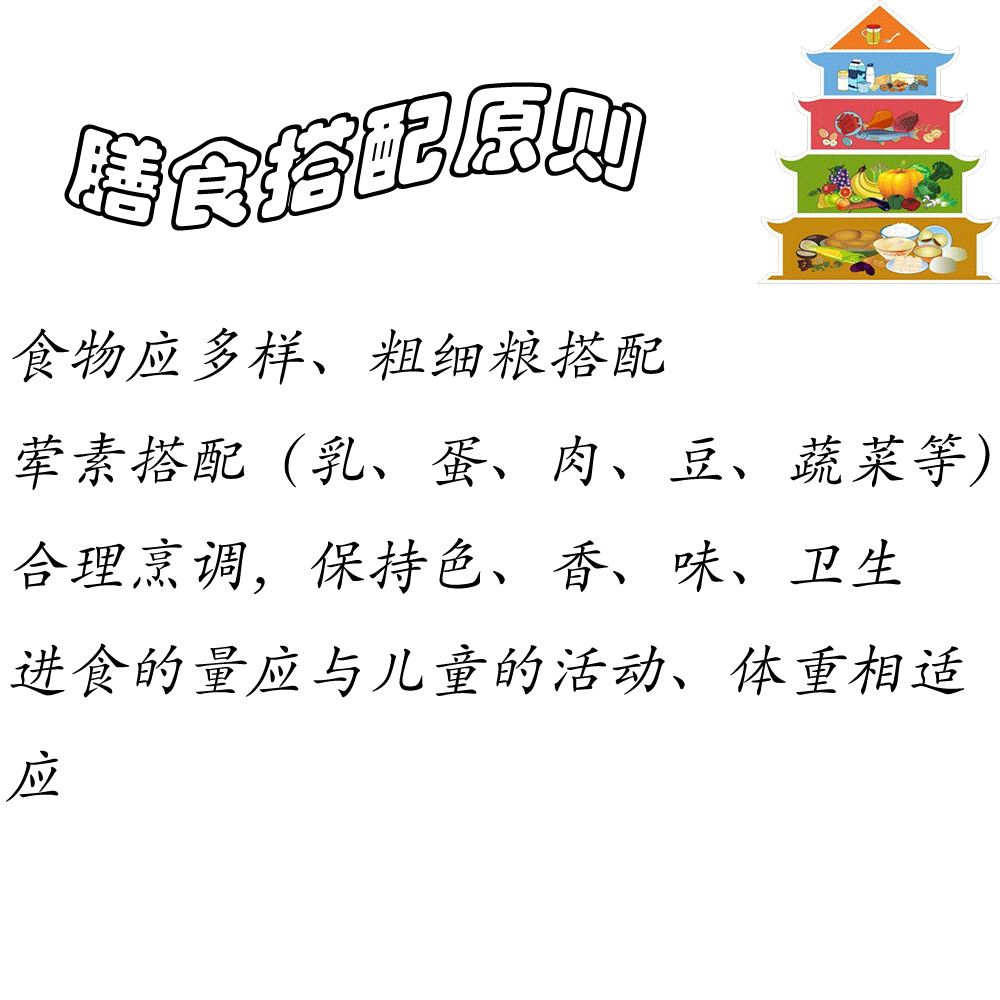 膳食搭配原则
食物应多样、粗细粮搭配
荤素搭配（乳、蛋、肉、豆、蔬菜等）
合理烹调，保持色、香、味、卫生
进食的量应与儿童的活动、体重相适
应